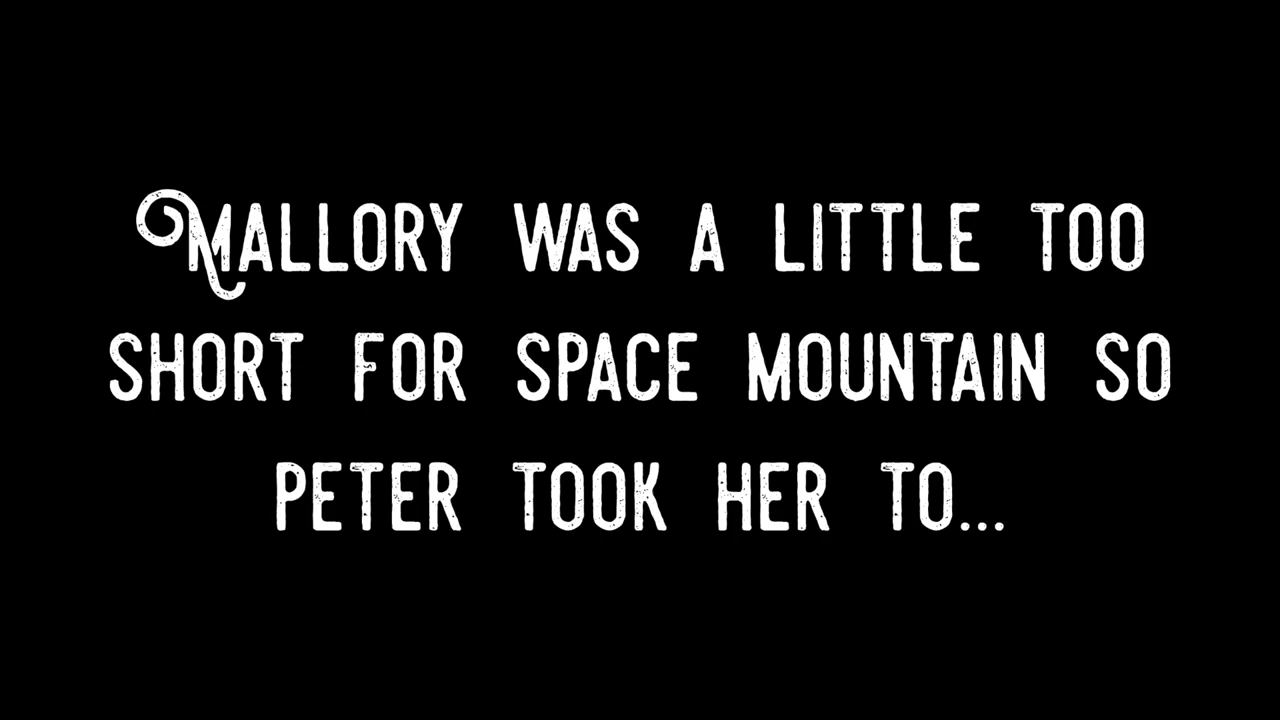 Mallory was a little too
short for space mountain so
Peter took her to...